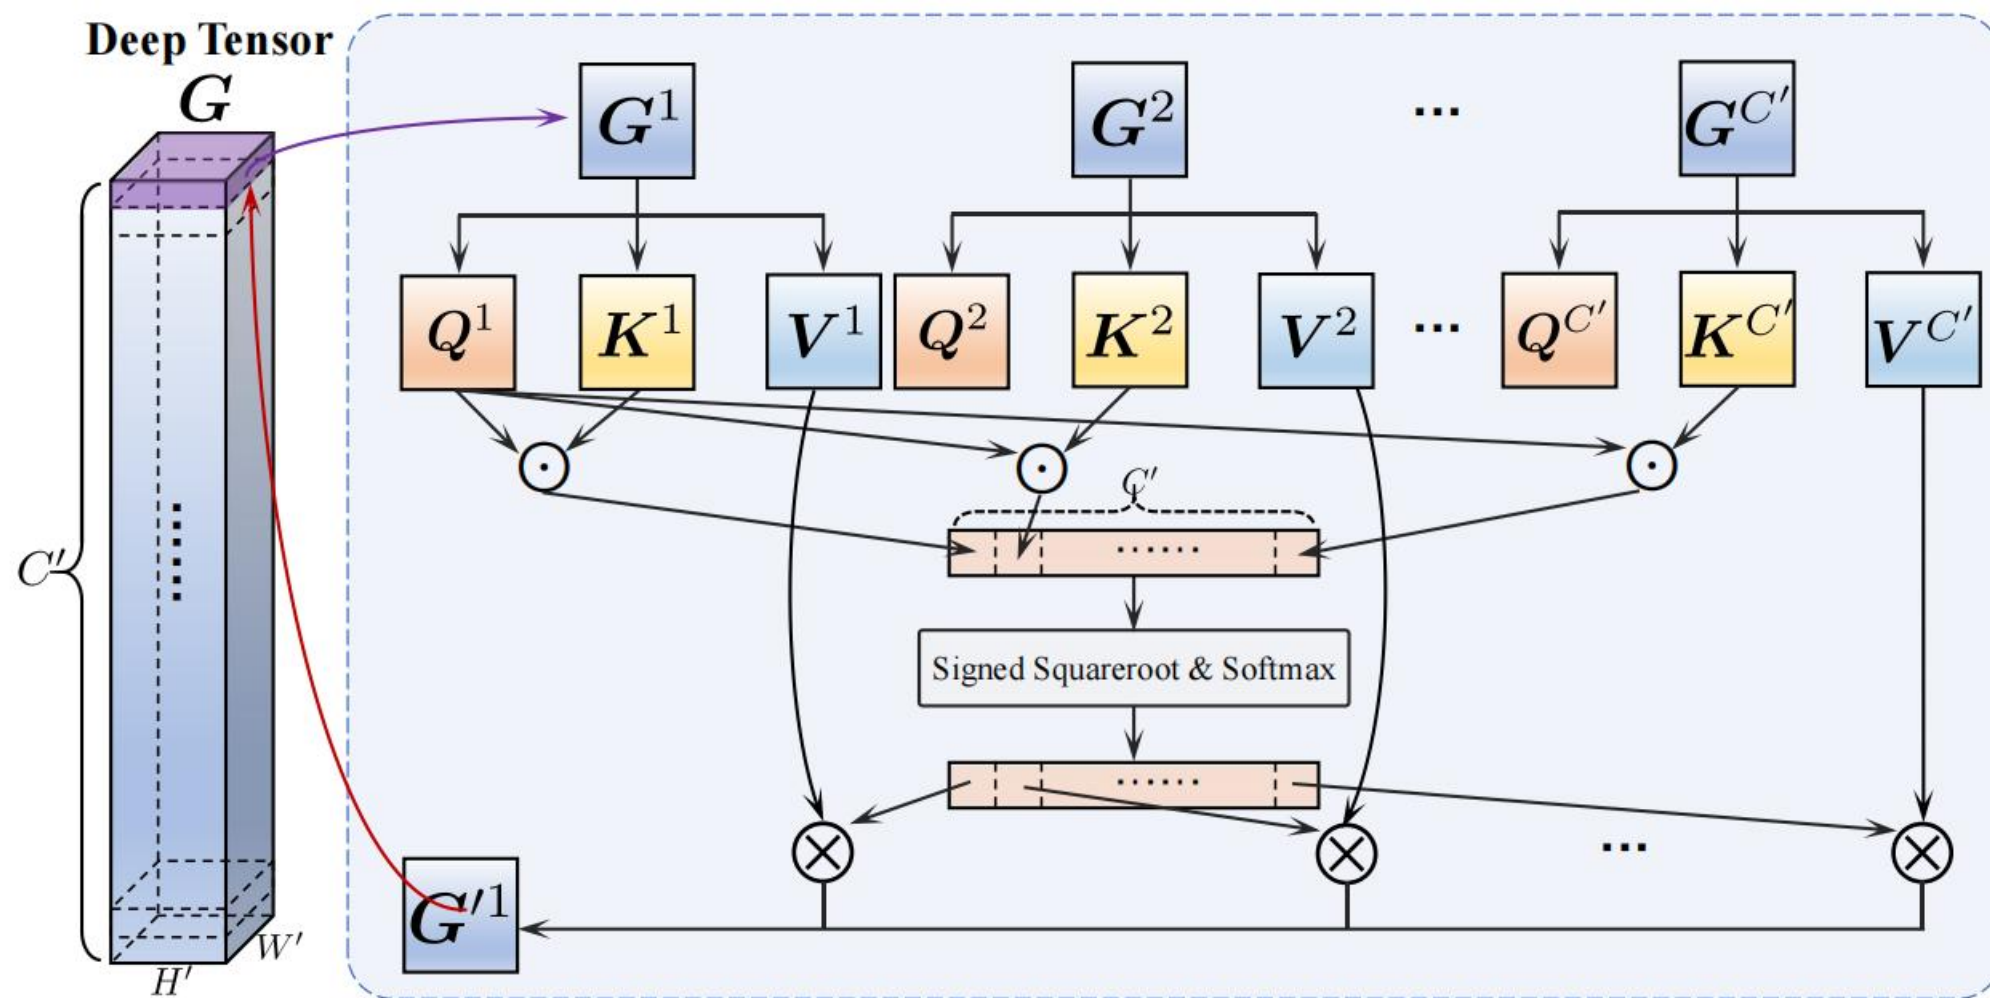 Deep Tensor
G
G¹ G² ... G^C′
Q¹ K¹ V¹ Q² K² V² ... Q^C′ K^C′ V^C′
C′
......
C′
......
Signed Squareroot & Softmax
......
...
G′¹
W′
H′